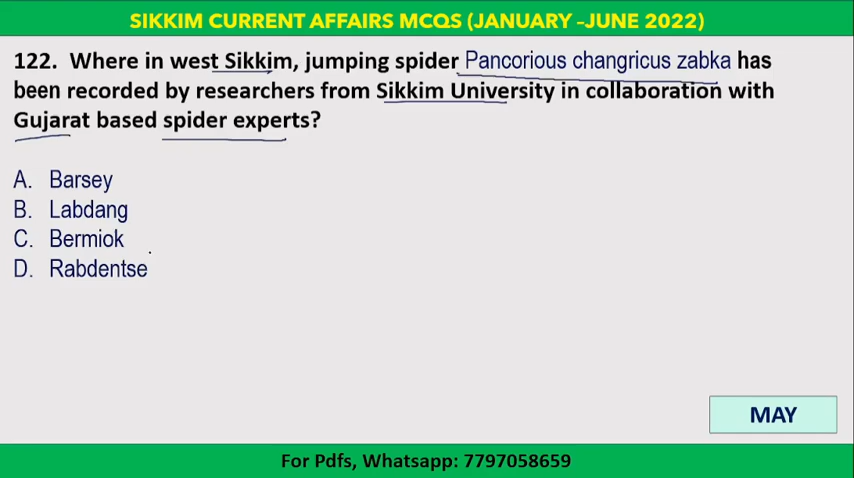 SIKKIM CURRENT AFFAIRS MCQS (JANUARY –JUNE 2022)
122. Where in west Sikkim, jumping spider Pancorious changricus zabka has
been recorded by researchers from Sikkim University in collaboration with
Gujarat based spider experts?
A. Barsey
B. Labdang
C. Bermiok
D. Rabdentse
MAY
For Pdfs, Whatsapp: 7797058659